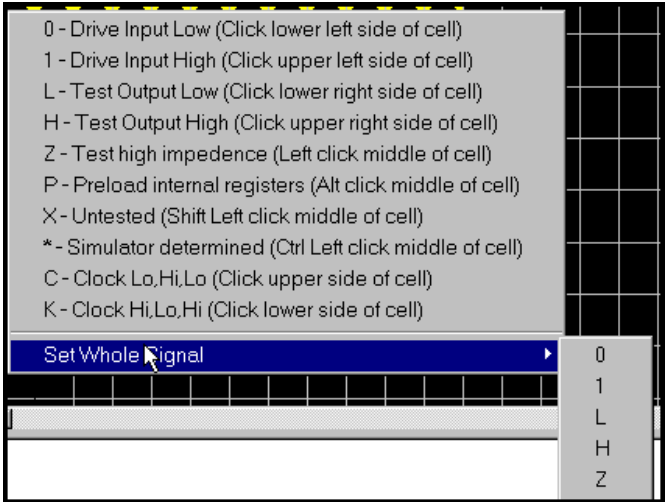 0 - Drive Input Low (Click lower left side of cell)
1 - Drive Input High (Click upper left side of cell)
L - Test Output Low (Click lower right side of cell)
H - Test Output High (Click upper right side of cell)
Z - Test high impedence (Left click middle of cell)
P - Preload internal registers (Alt click middle of cell)
X - Untested (Shift Left click middle of cell)
* - Simulator determined (Ctrl Left click middle of cell)
C - Clock Lo,Hi,Lo (Click upper side of cell)
K - Clock Hi,Lo,Hi (Click lower side of cell)
Set Whole Signal
0
1
L
H
Z